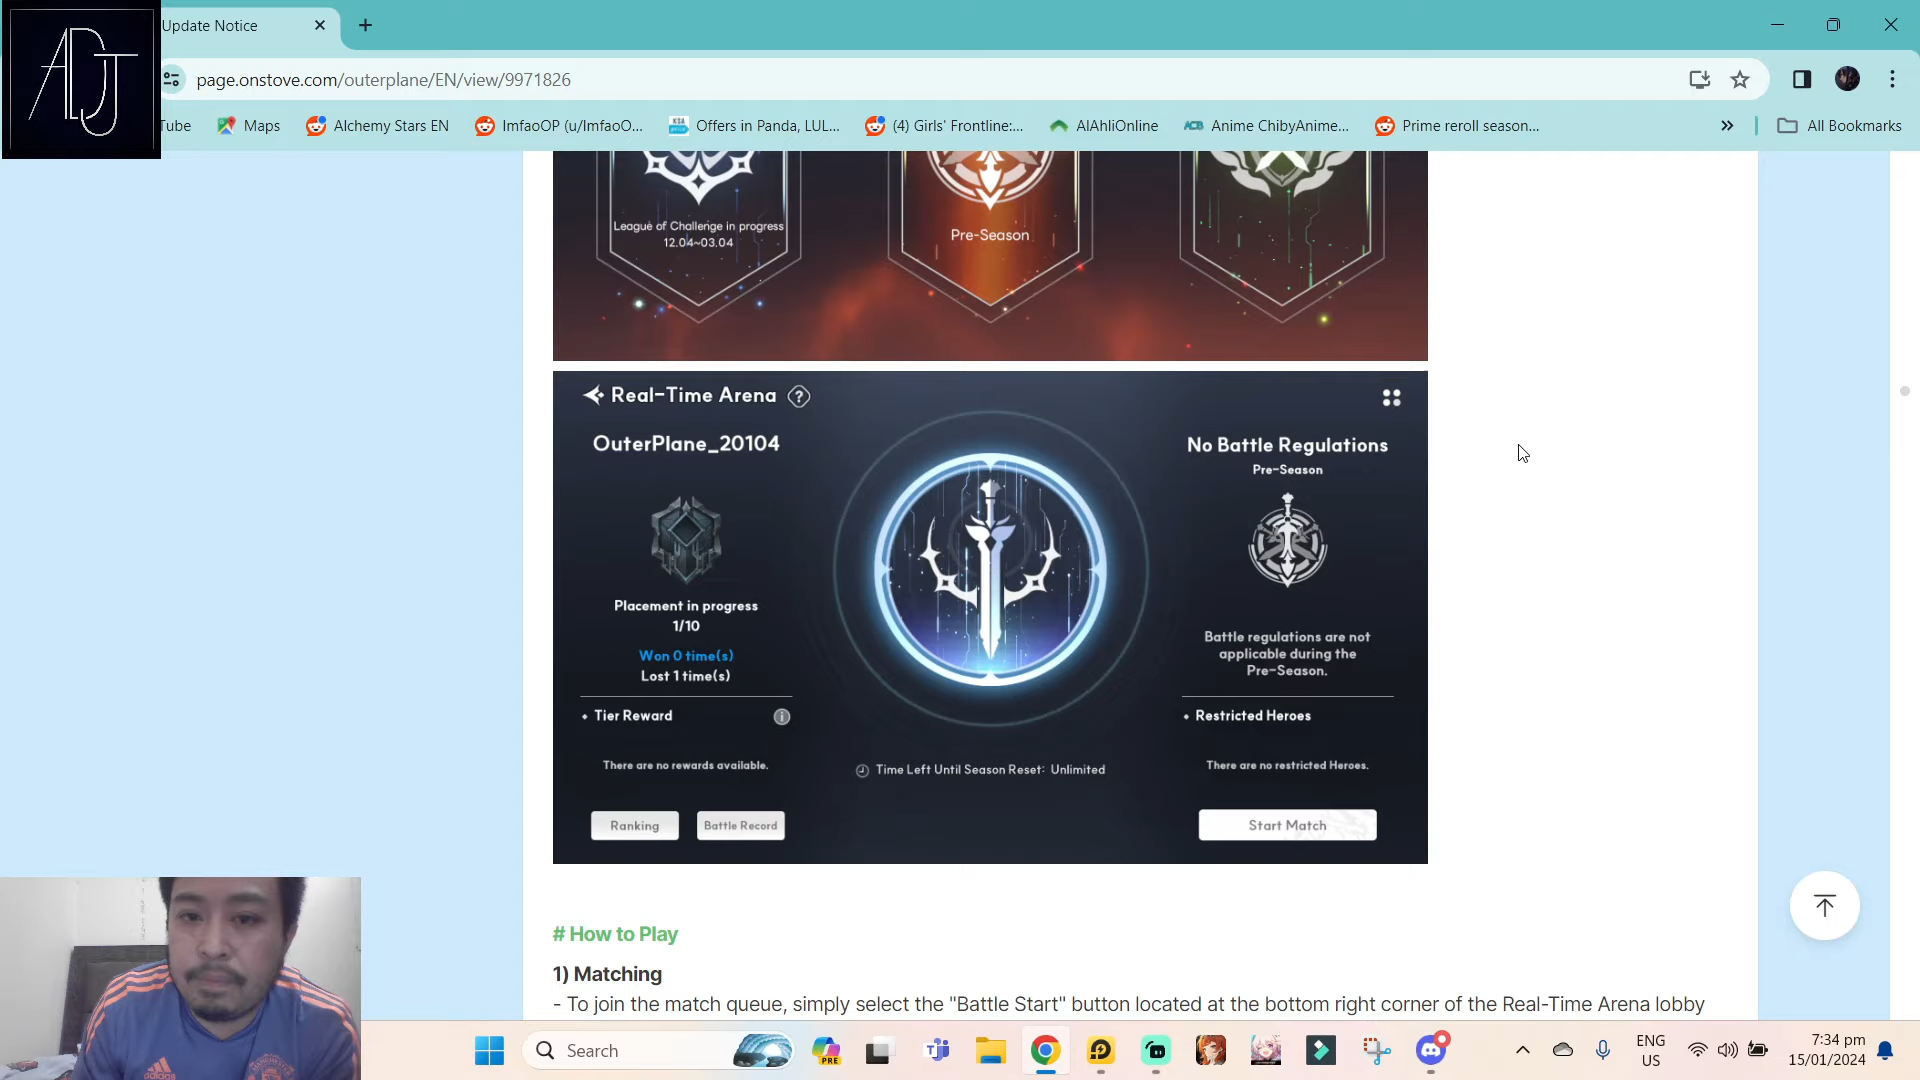 ADJ
Update Notice
page.onstove.com/outerplane/EN/view/9971826
Tube
Maps
Alchemy Stars EN
lmfaoOP (u/lmfaoO...
Offers in Panda, LUL...
(4) Girls' Frontline:...
AlAhliOnline
Anime ChibyAnime...
Prime reroll season...
All Bookmarks
League of Challenge in progress
12.04~03.04
Pre-Season
Real-Time Arena
OuterPlane_20104
Placement in progress
1/10
Won 0 time(s)
Lost 1 time(s)
• Tier Reward
There are no rewards available.
Ranking
Battle Record
Time Left Until Season Reset: Unlimited
No Battle Regulations
Pre-Season
Battle regulations are not
applicable during the
Pre-Season.
• Restricted Heroes
There are no restricted Heroes.
Start Match
# How to Play
1) Matching
- To join the match queue, simply select the "Battle Start" button located at the bottom right corner of the Real-Time Arena lobby
Search
PRE
ENG
US
7:34 pm
15/01/2024